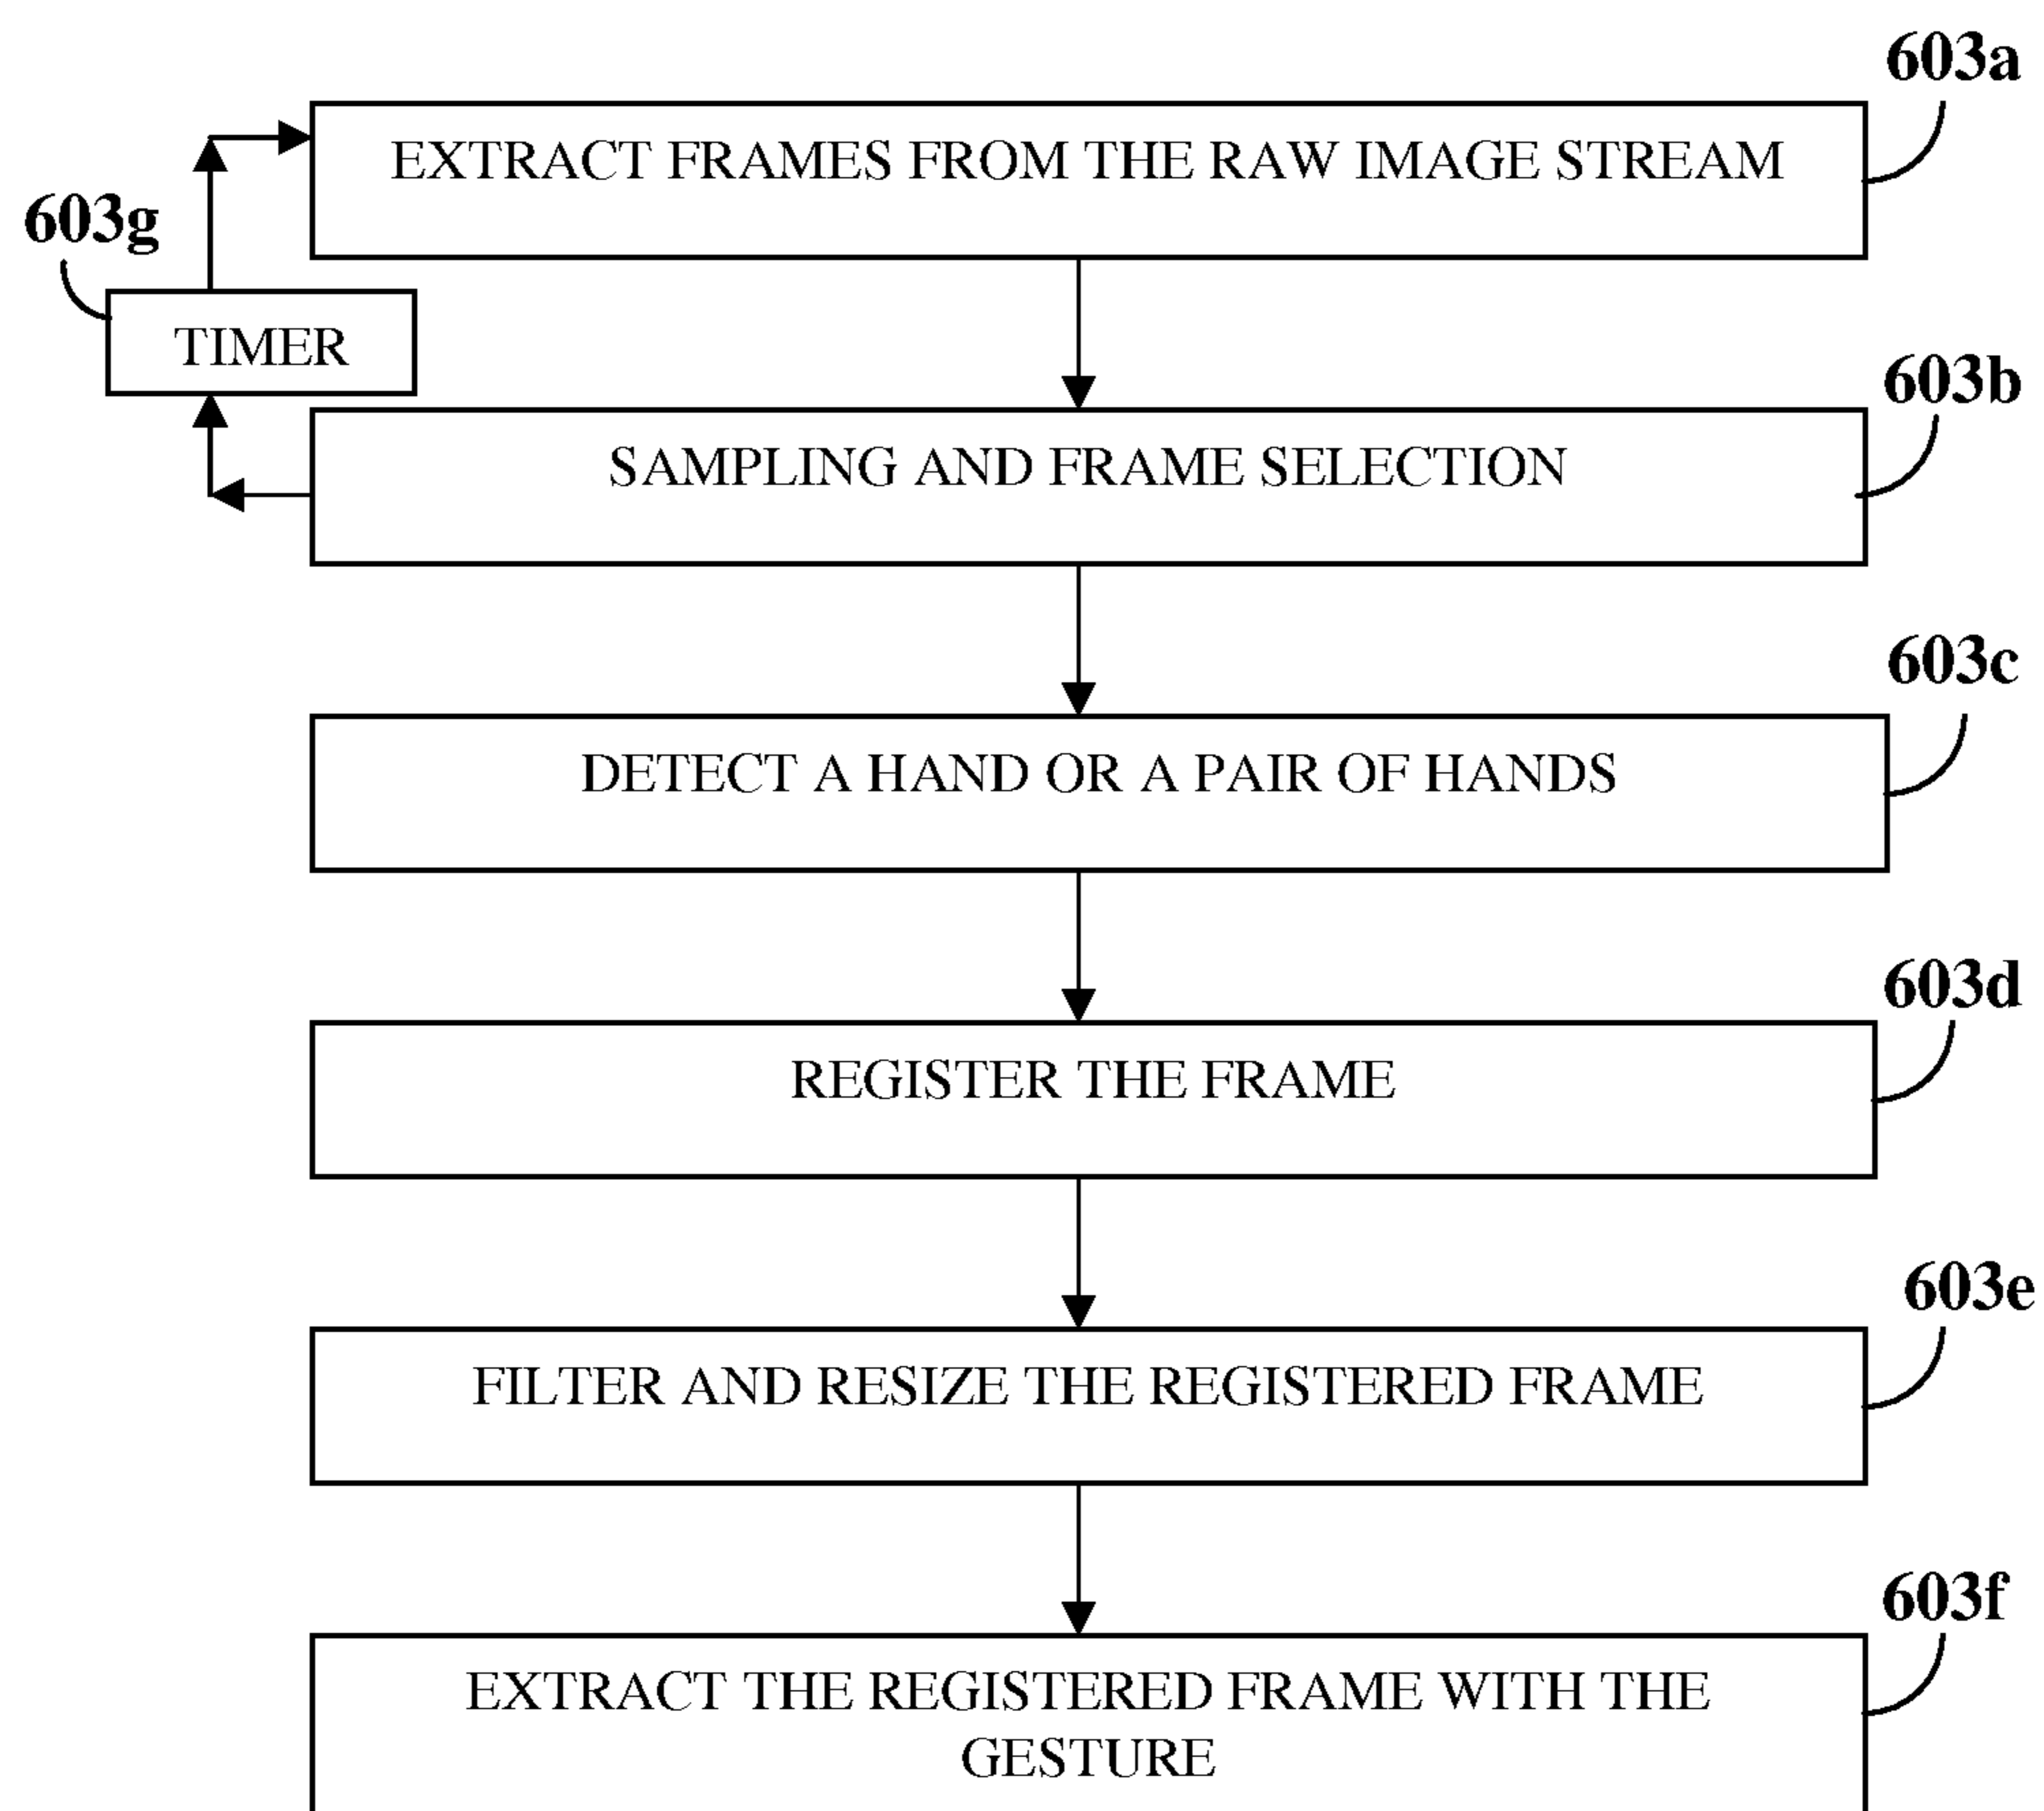 603a
EXTRACT FRAMES FROM THE RAW IMAGE STREAM
603g
TIMER
603b
SAMPLING AND FRAME SELECTION
603c
DETECT A HAND OR A PAIR OF HANDS
603d
REGISTER THE FRAME
603e
FILTER AND RESIZE THE REGISTERED FRAME
603f
EXTRACT THE REGISTERED FRAME WITH THE
GESTURE